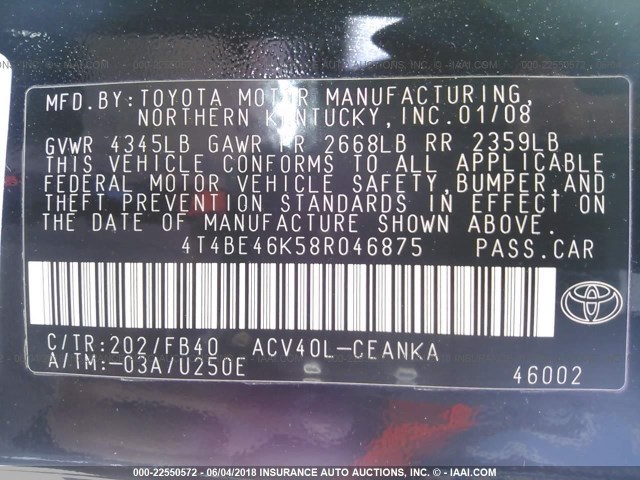 MFD.BY:TOYOTA MOTOR MANUFACTURING,
NORTHERN KENTUCKY,INC.01/08
GVWR 4345LB GAWR FR 2668LB RR 2359LB
THIS VEHICLE CONFORMS TO ALL APPLICABLE
FEDERAL MOTOR VEHICLE SAFETY,BUMPER,AND
THEFT PREVENTION STANDARDS IN EFFECT ON
THE DATE OF MANUFACTURE SHOWN ABOVE.
4T4BE46K58R046875 PASS.CAR
C/TR:202/FB40 ACV40L-CEANKA
A/TM:-03A/U250E
46002
000-22550572 - 06/04/2018 - INSURANCE AUTO AUCTIONS, INC. - © - IAAI.COM